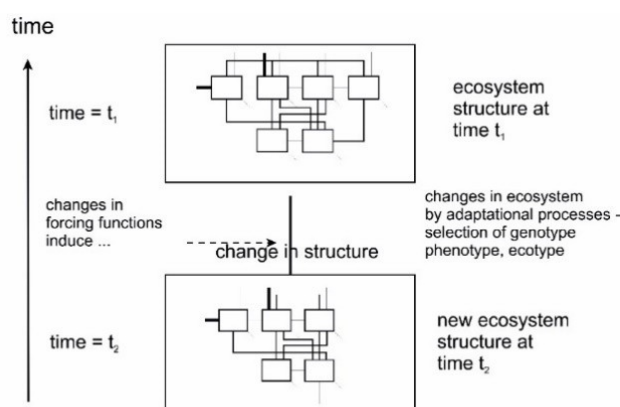 time
time = t₁
ecosystem
structure at
time t₁
changes in
forcing functions
induce ...
change in structure
changes in ecosystem
by adaptational processes -
selection of genotype
phenotype, ecotype
time = t₂
new ecosystem
structure at
time t₂